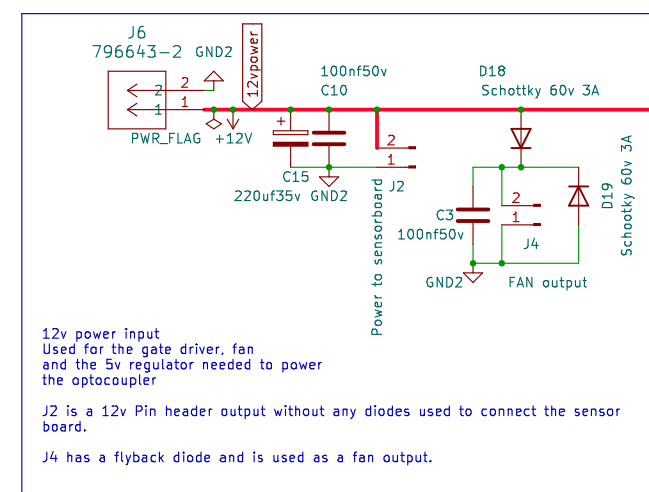 J6
796643-2
GND2
2
1
2
1
12vpower
PWR_FLAG
+12V
100nf50v
C10
+
C15
220uf35v
GND2
2
1
J2
Power to sensorboard
D18
Schottky 60v 3A
C3
100nf50v
2
1
J4
D19
Schootky 60v 3A
GND2
FAN output
12v power input
Used for the gate driver, fan
and the 5v regulator needed to power
the optocoupler
J2 is a 12v Pin header output without any diodes used to connect the sensor
board.
J4 has a flyback diode and is used as a fan output.